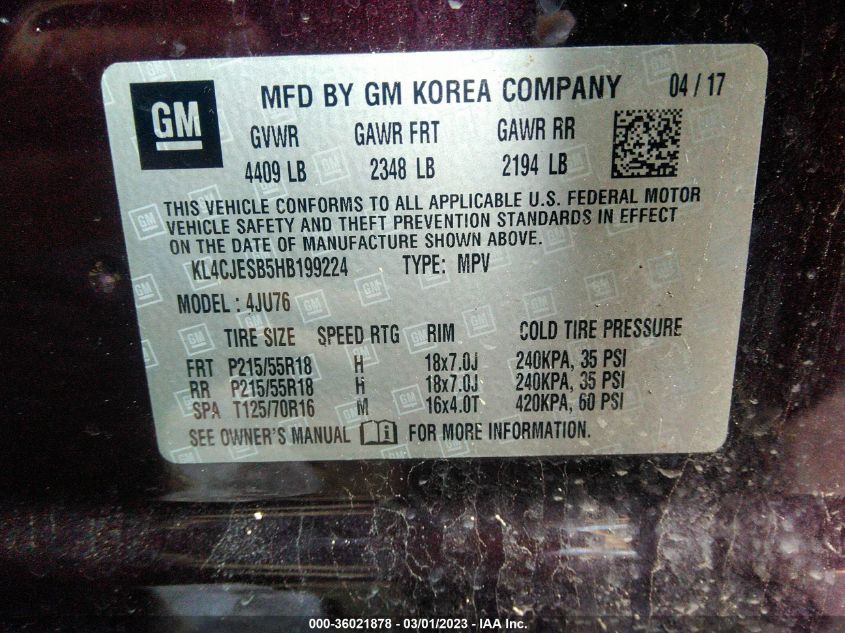 GM
MFD BY GM KOREA COMPANY 04 / 17
GVWR GAWR FRT GAWR RR
4409 LB 2348 LB 2194 LB
THIS VEHICLE CONFORMS TO ALL APPLICABLE U.S. FEDERAL MOTOR
VEHICLE SAFETY AND THEFT PREVENTION STANDARDS IN EFFECT
ON THE DATE OF MANUFACTURE SHOWN ABOVE.
KL4CJESB5HB199224 TYPE: MPV
MODEL : 4JU76
TIRE SIZE SPEED RTG RIM COLD TIRE PRESSURE
FRT P215/55R18 H 18x7.0J 240KPA, 35 PSI
RR P215/55R18 H 18x7.0J 240KPA, 35 PSI
SPA T125/70R16 M 16x4.0T 420KPA, 60 PSI
SEE OWNER'S MANUAL FOR MORE INFORMATION.
000-36021878 - 03/01/2023 - IAA Inc.